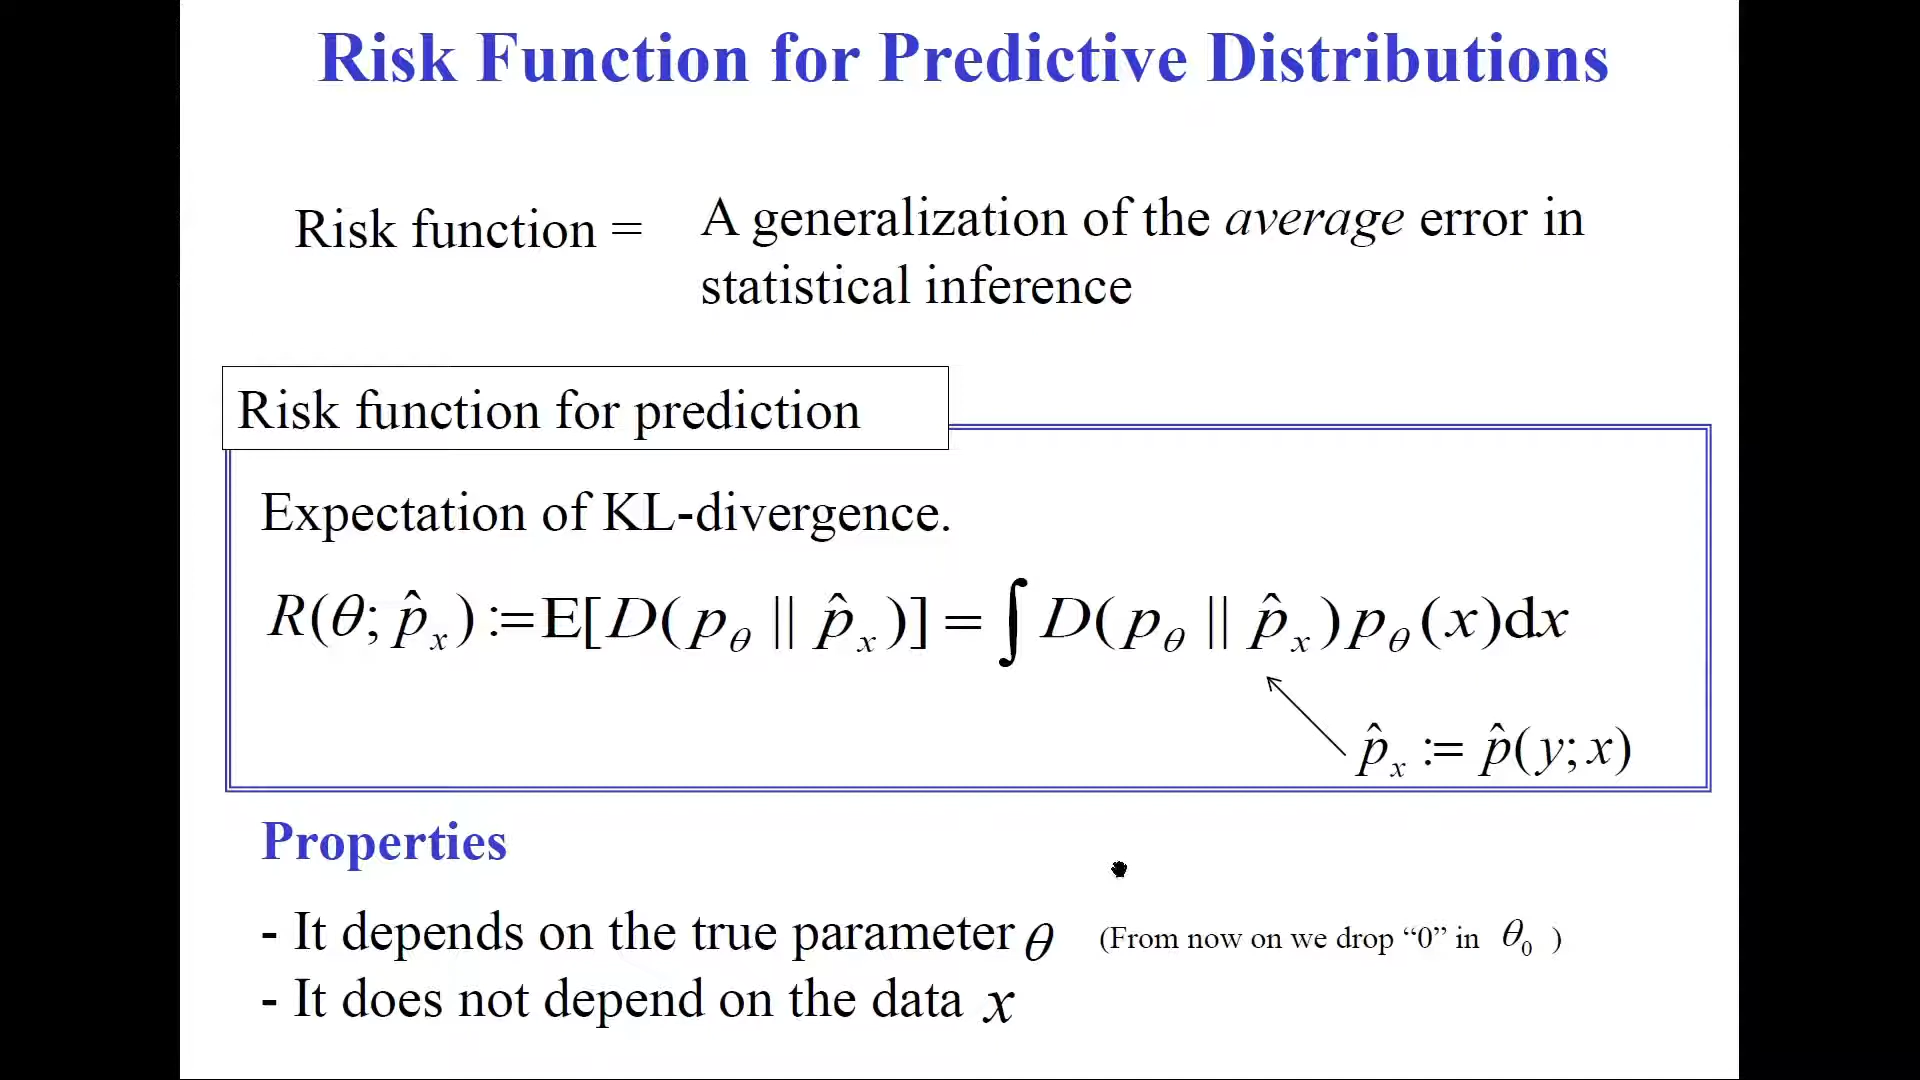 Risk Function for Predictive Distributions
Risk function = A generalization of the average error in
statistical inference
Risk function for prediction
Expectation of KL-divergence.
R(θ; p̂ₓ) := E[D(p_θ || p̂ₓ)] = ∫ D(p_θ || p̂ₓ) p_θ(x)dx
p̂ₓ := p̂(y; x)
Properties
- It depends on the true parameter θ (From now on we drop “0” in θ₀ )
- It does not depend on the data x